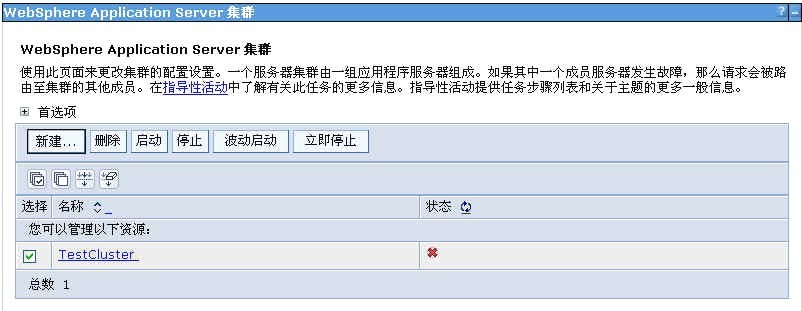 WebSphere Application Server 集群
? –
WebSphere Application Server 集群
使用此页面来更改集群的配置设置。一个服务器集群由一组应用程序服务器组成。如果其中一个成员服务器发生故障，那么请求会被路
由至集群的其他成员。在指导性活动中了解有关此任务的更多信息。指导性活动提供任务步骤列表和关于主题的更多一般信息。
首选项
新建... 删除 启动 停止 波动启动 立即停止
选择 名称 状态
您可以管理以下资源：
TestCluster
总数 1